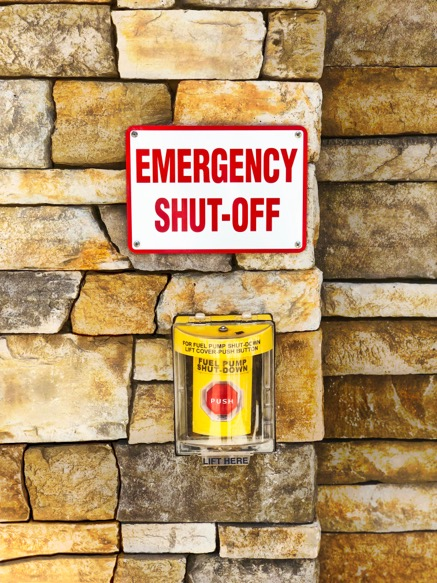 EMERGENCY
SHUT-OFF
FOR FUEL PUMP SHUT-DOWN
LIFT COVER-PUSH BUTTON
FUEL PUMP
SHUT-DOWN
PUSH
LIFT HERE